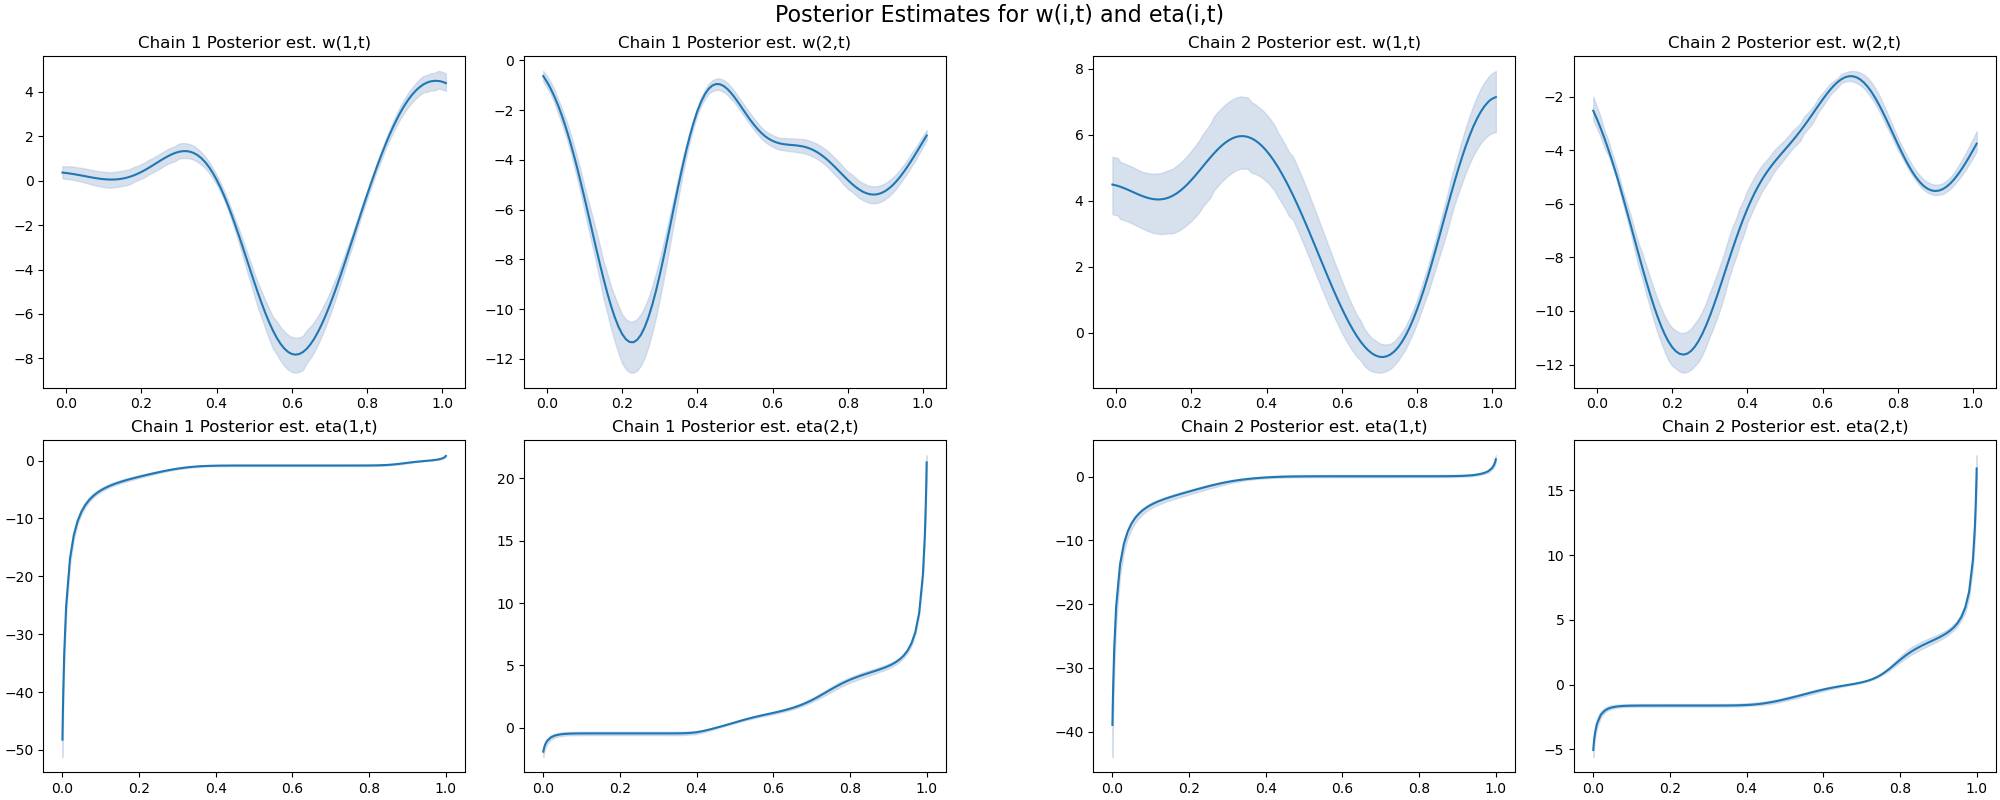 Posterior Estimates for w(i,t) and eta(i,t)
Chain 1 Posterior est. w(1,t)
4
2
0
−2
−4
−6
−8
0.0 0.2 0.4 0.6 0.8 1.0
Chain 1 Posterior est. w(2,t)
0
−2
−4
−6
−8
−10
−12
0.0 0.2 0.4 0.6 0.8 1.0
Chain 2 Posterior est. w(1,t)
8
6
4
2
0
0.0 0.2 0.4 0.6 0.8 1.0
Chain 2 Posterior est. w(2,t)
−2
−4
−6
−8
−10
−12
0.0 0.2 0.4 0.6 0.8 1.0
Chain 1 Posterior est. eta(1,t)
0
−10
−20
−30
−40
−50
0.0 0.2 0.4 0.6 0.8 1.0
Chain 1 Posterior est. eta(2,t)
20
15
10
5
0
0.0 0.2 0.4 0.6 0.8 1.0
Chain 2 Posterior est. eta(1,t)
0
−10
−20
−30
−40
0.0 0.2 0.4 0.6 0.8 1.0
Chain 2 Posterior est. eta(2,t)
15
10
5
0
−5
0.0 0.2 0.4 0.6 0.8 1.0